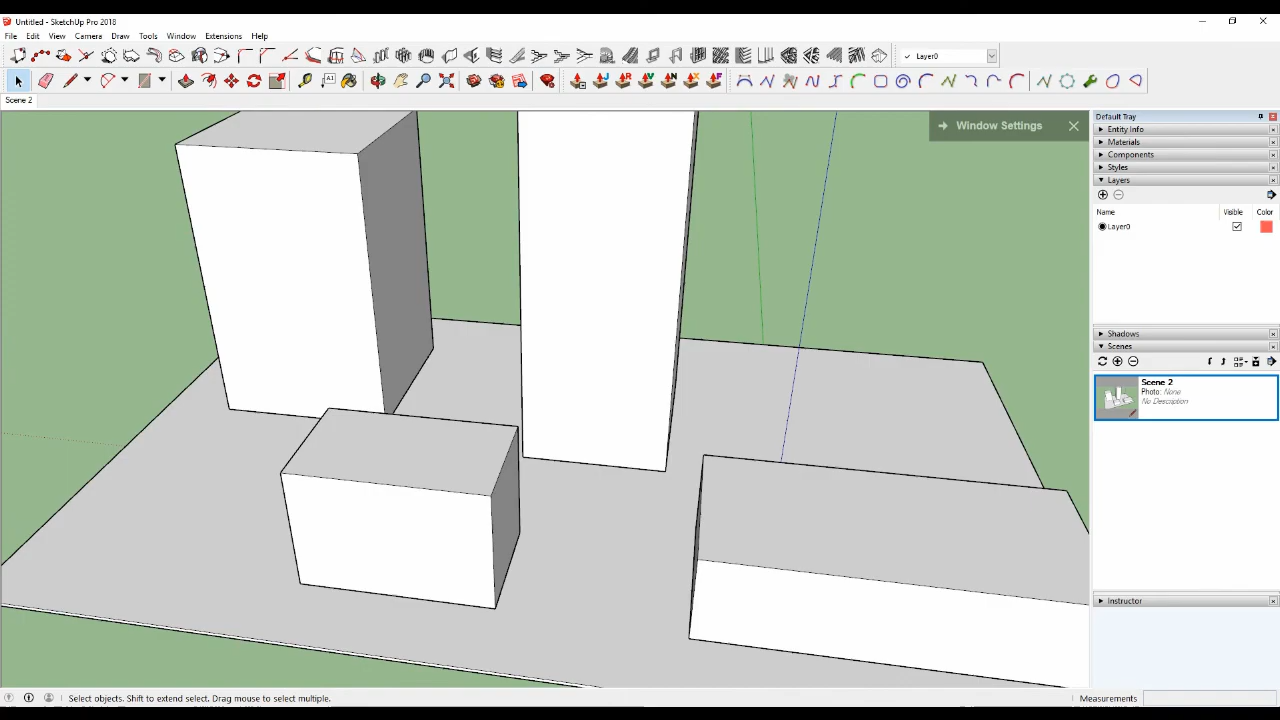 Untitled - SketchUp Pro 2018
File Edit View Camera Draw Tools Window Extensions Help
Layer0
A1 J R V N X F
Scene 2
Window Settings
Default Tray
Entity Info
Materials
Components
Styles
Layers
Name Visible Color
Layer0
Shadows
Scenes
Scene 2
Photo: None
No Description
Instructor
Select objects. Shift to extend select. Drag mouse to select multiple.
Measurements